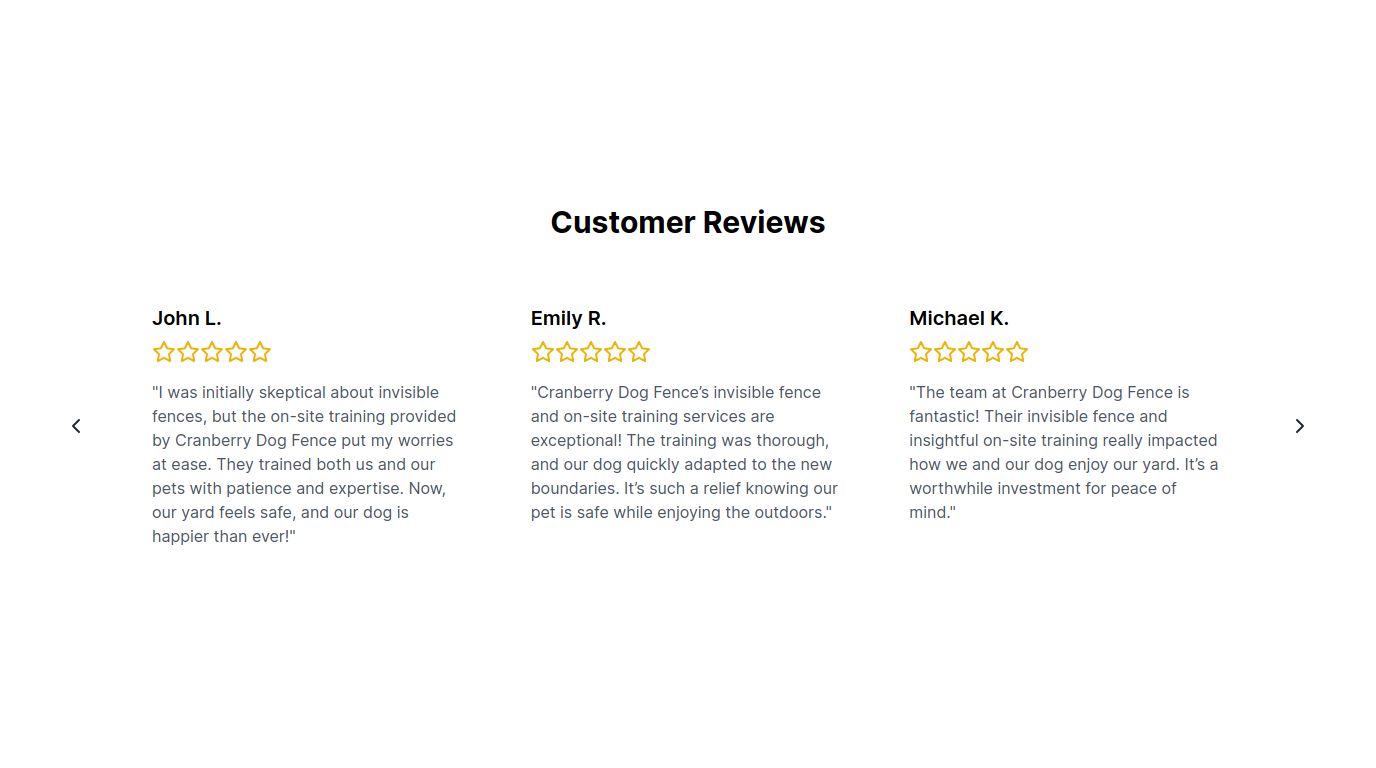 Customer Reviews
John L.
"I was initially skeptical about invisible
fences, but the on-site training provided
by Cranberry Dog Fence put my worries
at ease. They trained both us and our
pets with patience and expertise. Now,
our yard feels safe, and our dog is
happier than ever!"
Emily R.
"Cranberry Dog Fence’s invisible fence
and on-site training services are
exceptional! The training was thorough,
and our dog quickly adapted to the new
boundaries. It’s such a relief knowing our
pet is safe while enjoying the outdoors."
Michael K.
"The team at Cranberry Dog Fence is
fantastic! Their invisible fence and
insightful on-site training really impacted
how we and our dog enjoy our yard. It’s a
worthwhile investment for peace of
mind."